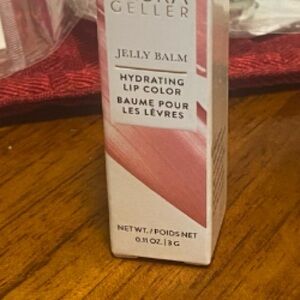 GELLER
JELLY BALM
HYDRATING
LIP COLOR
BAUME POUR
LES LÈVRES
NET WT. / POIDS NET
0.11 OZ. | 3 G